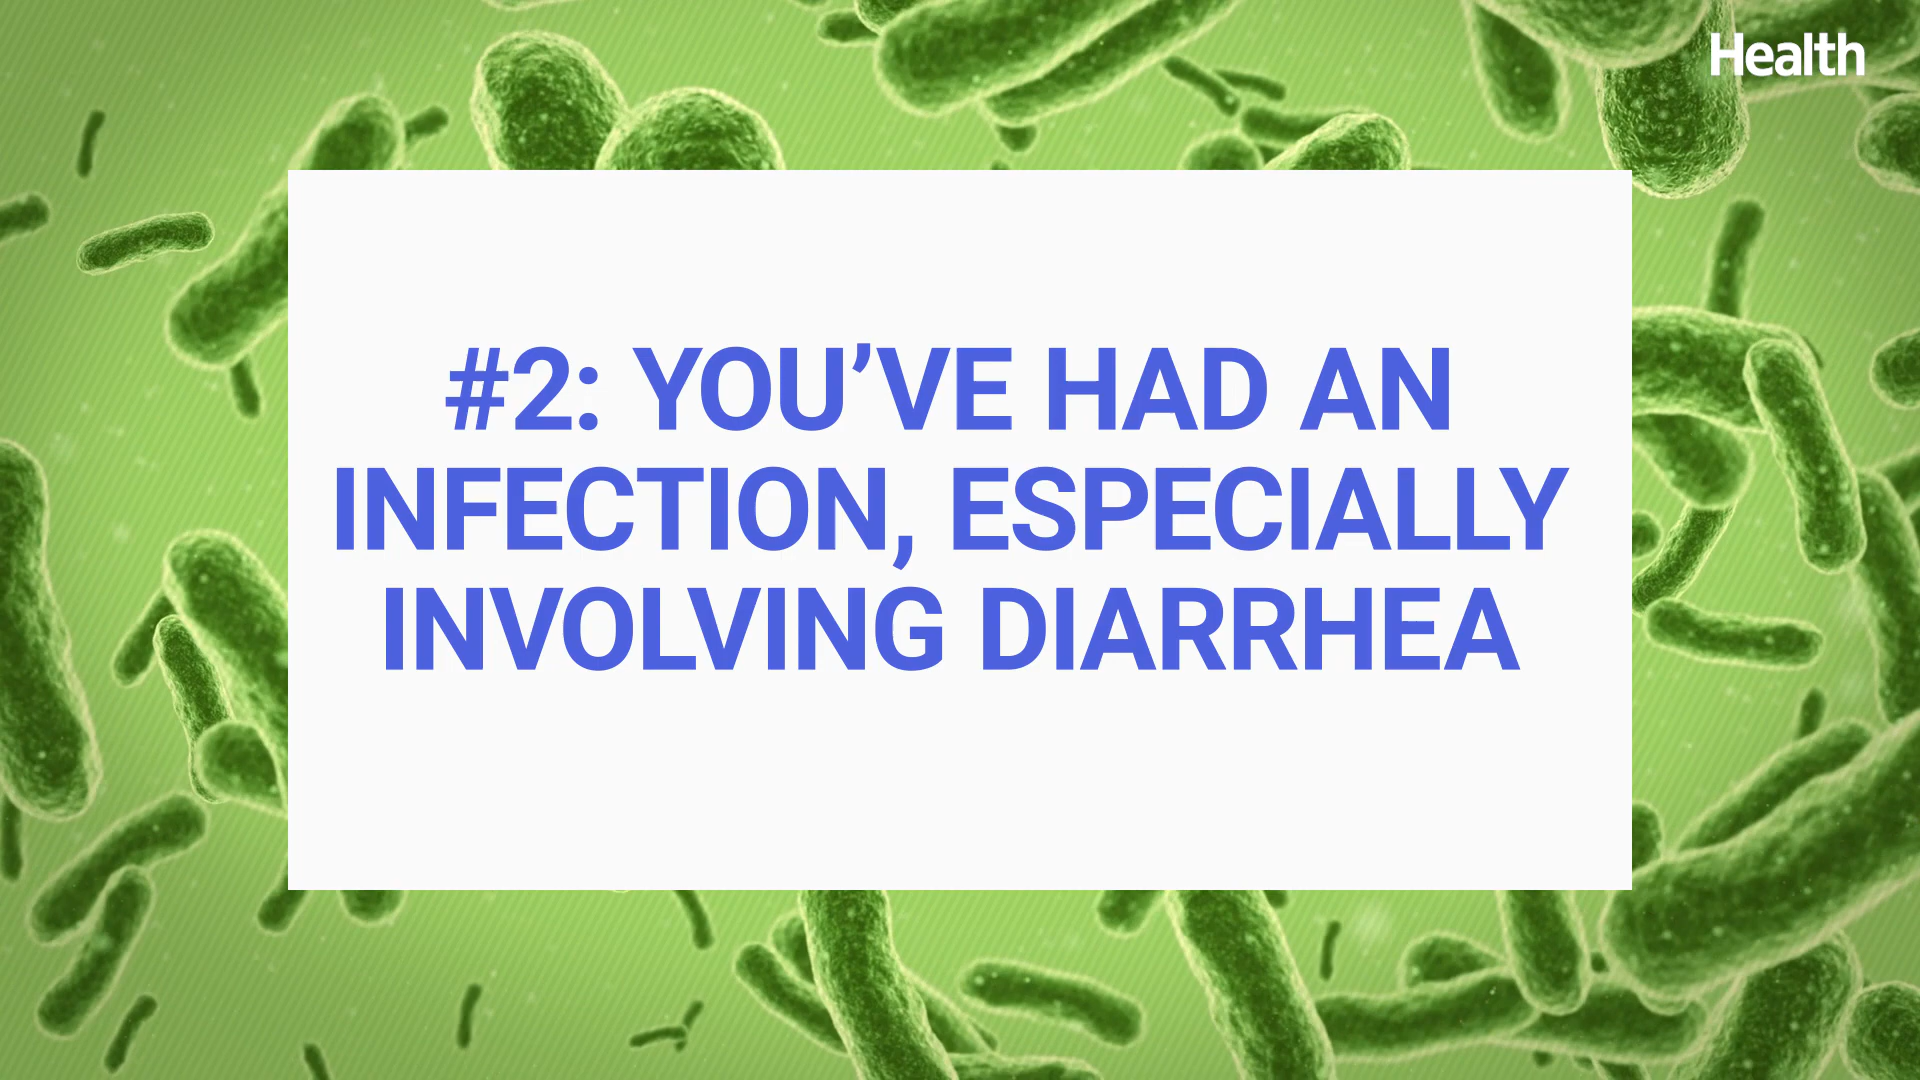 Health
#2: YOU’VE HAD AN
INFECTION, ESPECIALLY
INVOLVING DIARRHEA